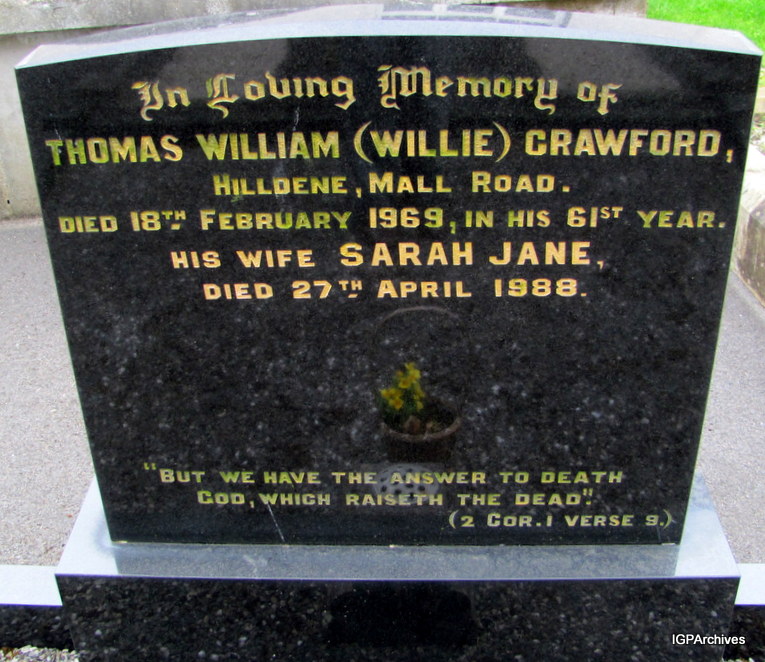 In Loving Memory of
THOMAS WILLIAM (WILLIE) CRAWFORD,
HILLDENE, MALL ROAD.
DIED 18TH FEBRUARY 1969, IN HIS 61ST YEAR.
HIS WIFE SARAH JANE,
DIED 27TH APRIL 1988.
"BUT WE HAVE THE ANSWER TO DEATH
GOD, WHICH RAISETH THE DEAD".
(2 COR. 1 VERSE 9.)
IGPArchives